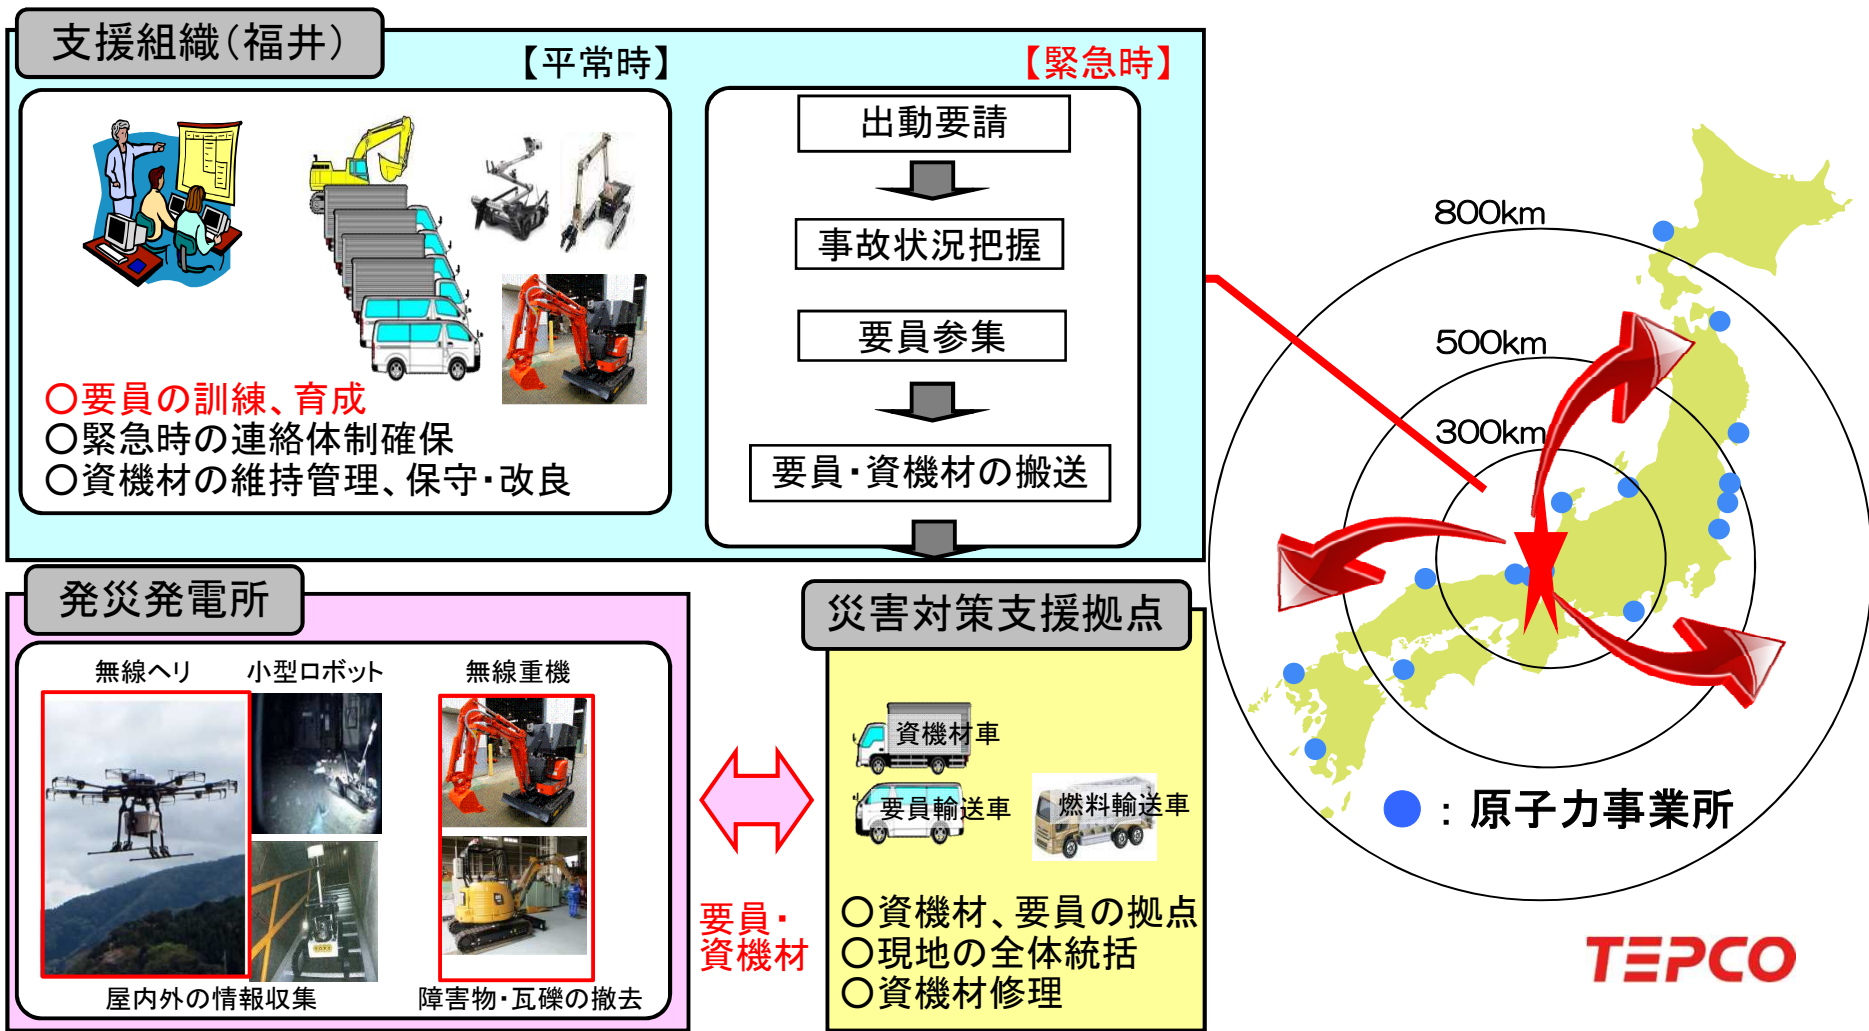 支援組織(福井)
【平常時】
【緊急時】
〇要員の訓練、育成
〇緊急時の連絡体制確保
〇資機材の維持管理、保守・改良
出動要請
事故状況把握
要員参集
要員・資機材の搬送
発災発電所
無線ヘリ
小型ロボット
無線重機
屋内外の情報収集
障害物・瓦礫の撤去
要員・
資機材
災害対策支援拠点
資機材車
要員輸送車
燃料輸送車
〇資機材、要員の拠点
〇現地の全体統括
〇資機材修理
800km
500km
300km
：原子力事業所
TEPCO